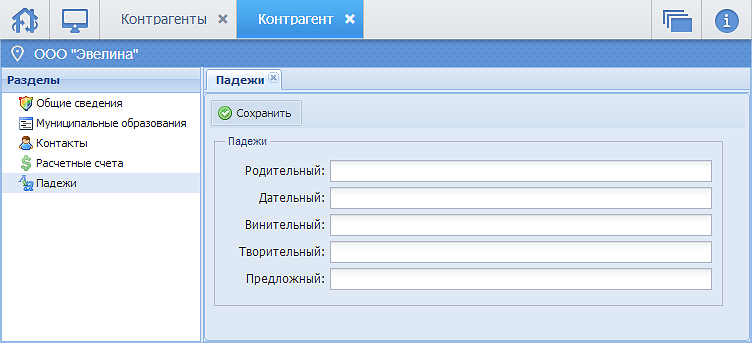 Контрагенты Контрагент
ООО "Эвелина"
Разделы
Общие сведения
Муниципальные образования
Контакты
Расчетные счета
Падежи
Падежи
Сохранить
Падежи
Родительный:
Дательный:
Винительный:
Творительный:
Предложный: